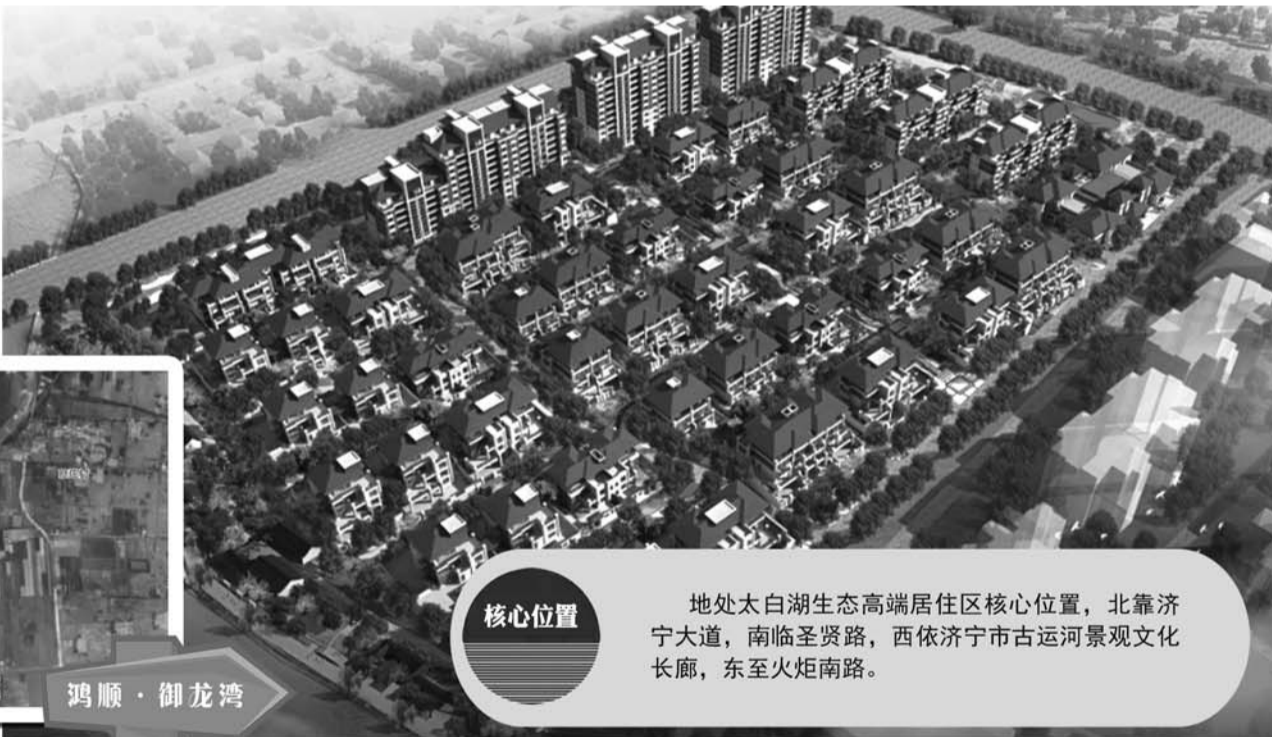 核心位置
地处太白湖生态高端居住区核心位置，北靠济
宁大道，南临圣贤路，西依济宁市古运河景观文化
长廊，东至火炬南路。
鸿顺·御龙湾